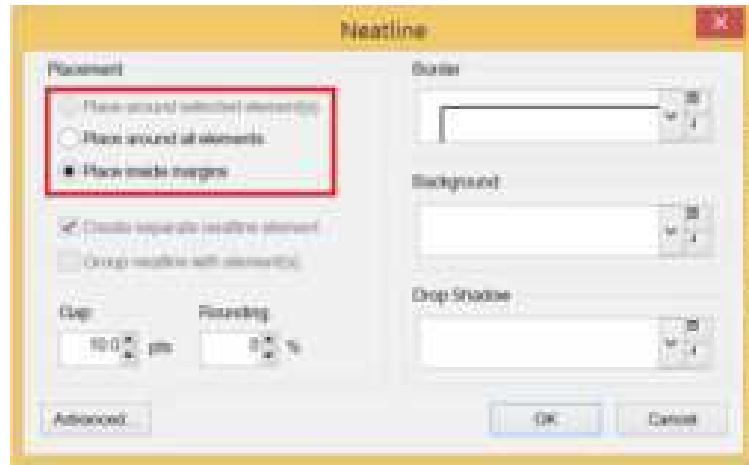 Neatline
Placement
Place around selected element(s)
Place around all elements
Place inside margins
Create separate neatline element
Group neatline with element(s)
Gap
10.0 pts
Rounding
0 %
Advanced...
Border
Background
Drop Shadow
OK
Cancel